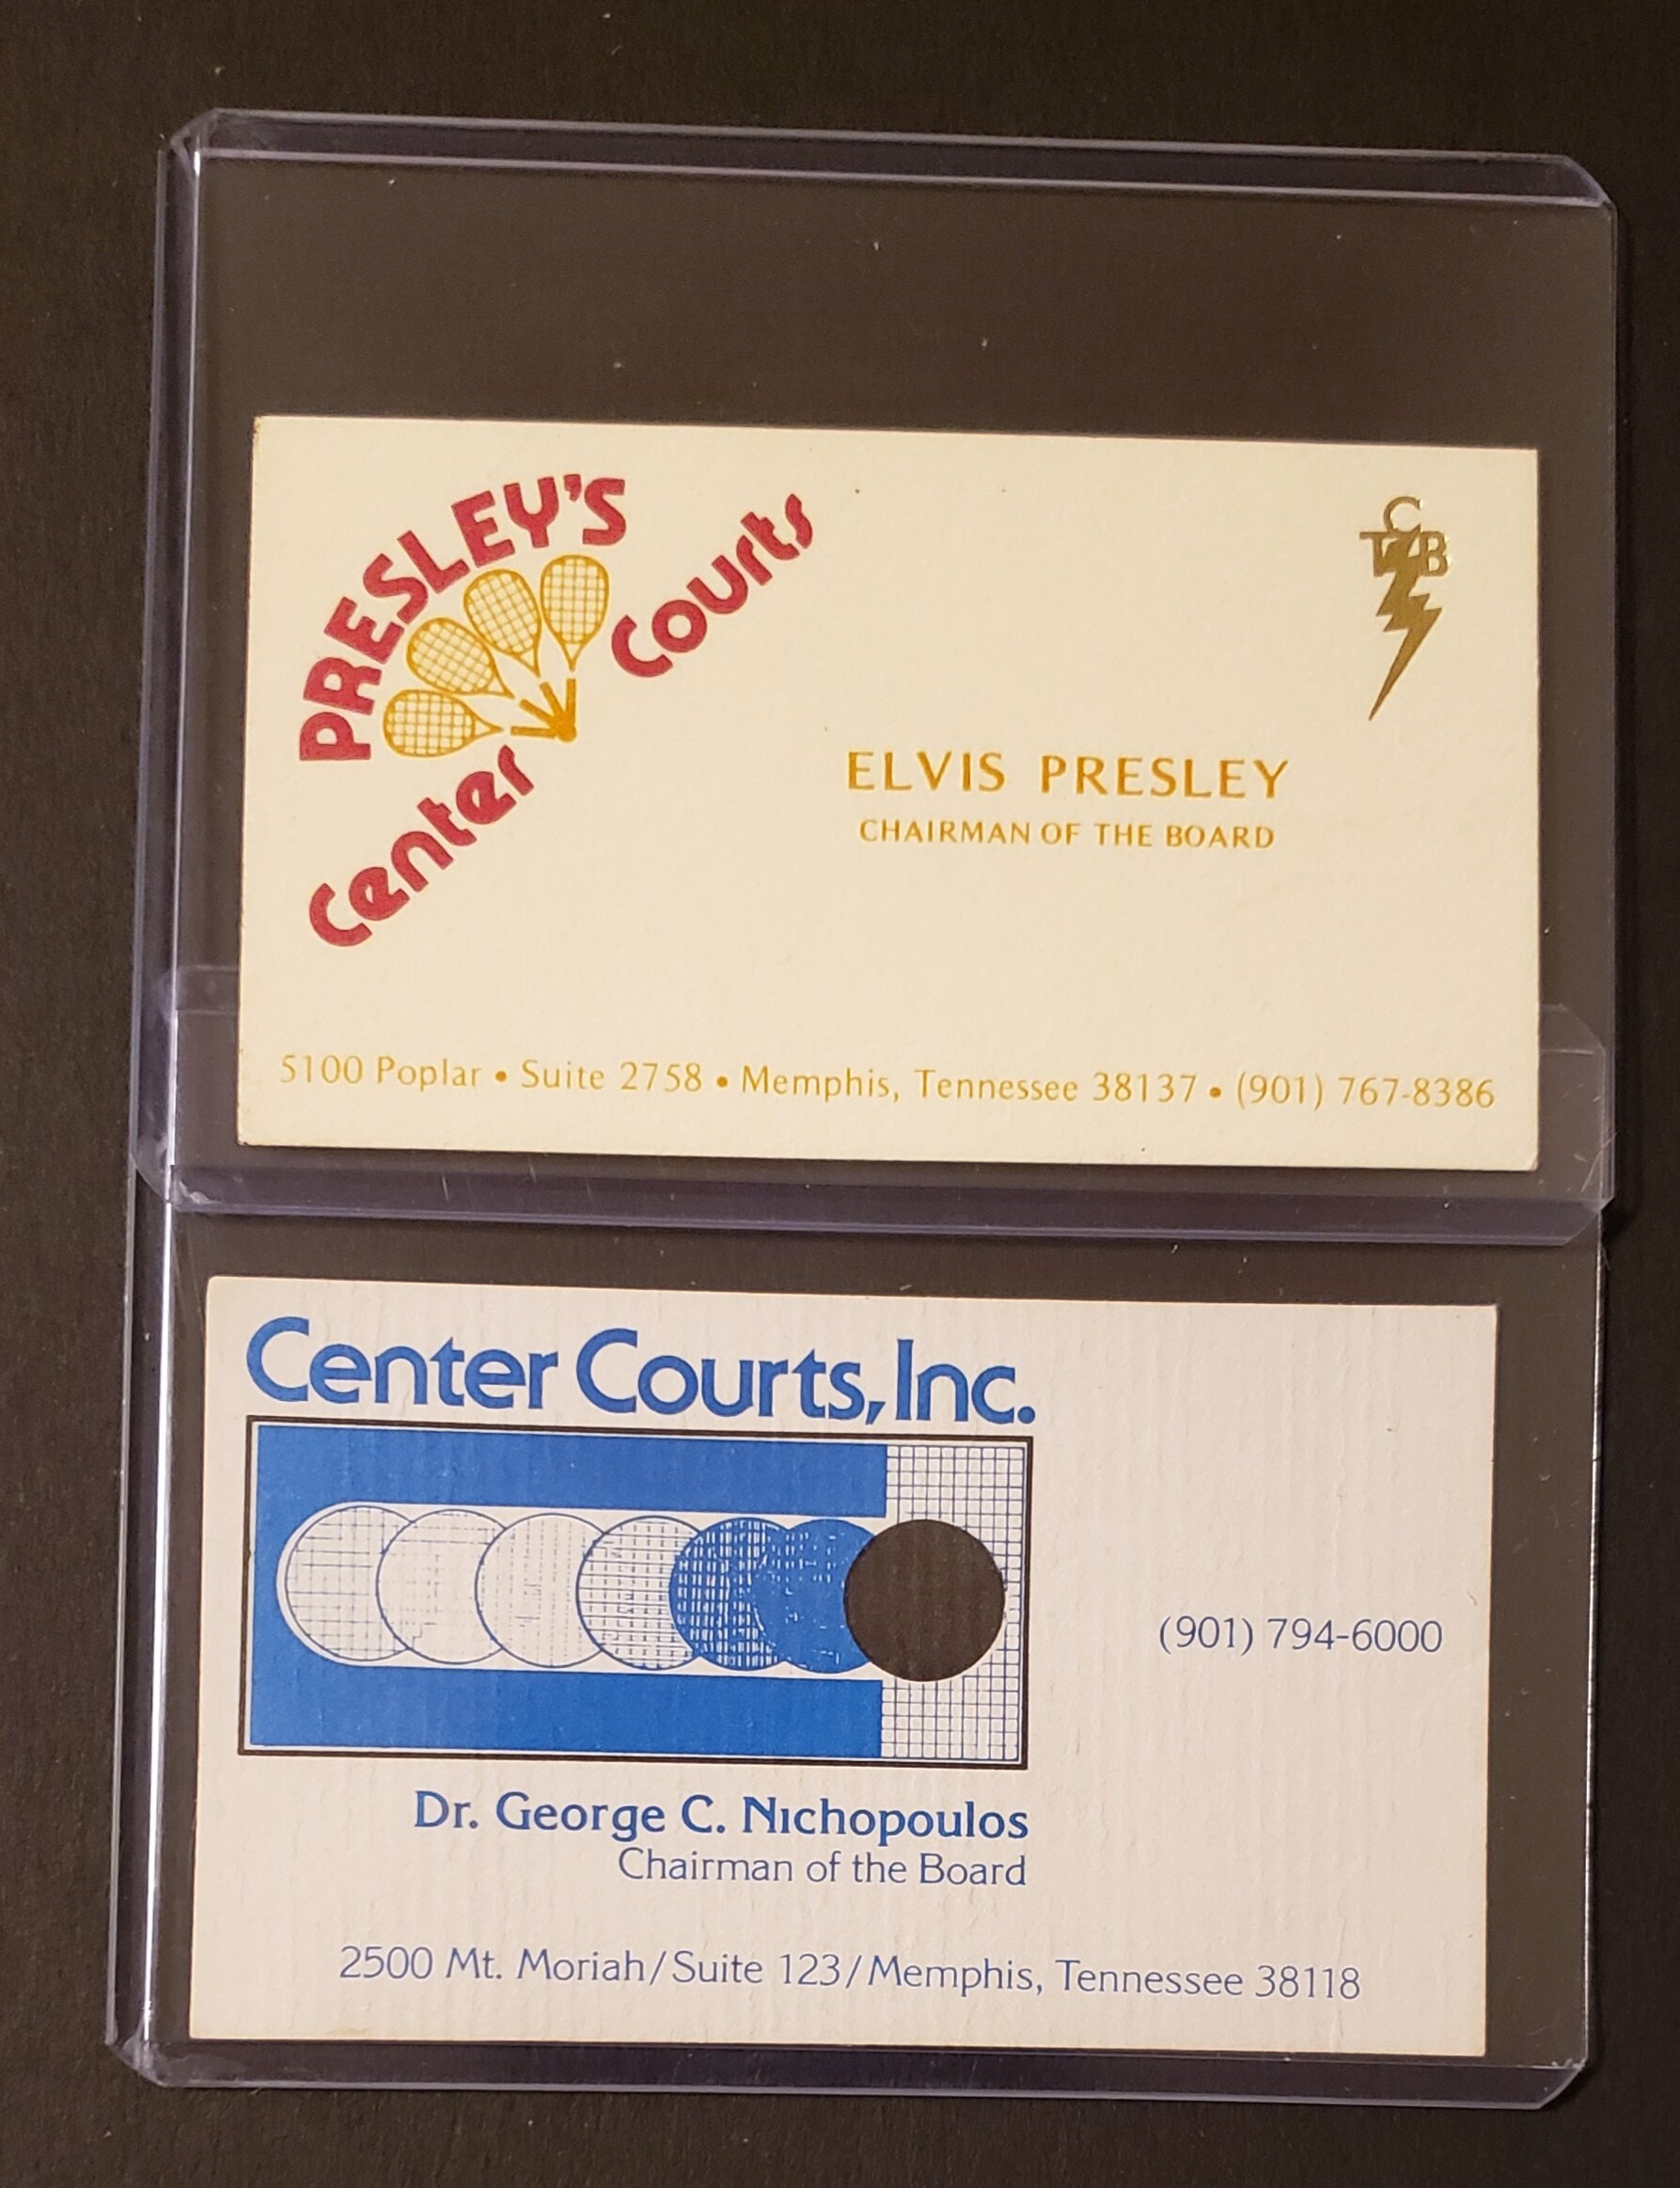 PRESLEY'S
Center Courts
TCB
ELVIS PRESLEY
CHAIRMAN OF THE BOARD
5100 Poplar • Suite 2758 • Memphis, Tennessee 38137 • (901) 767-8386
Center Courts, Inc.
(901) 794-6000
Dr. George C. Nichopoulos
Chairman of the Board
2500 Mt. Moriah/Suite 123/Memphis, Tennessee 38118